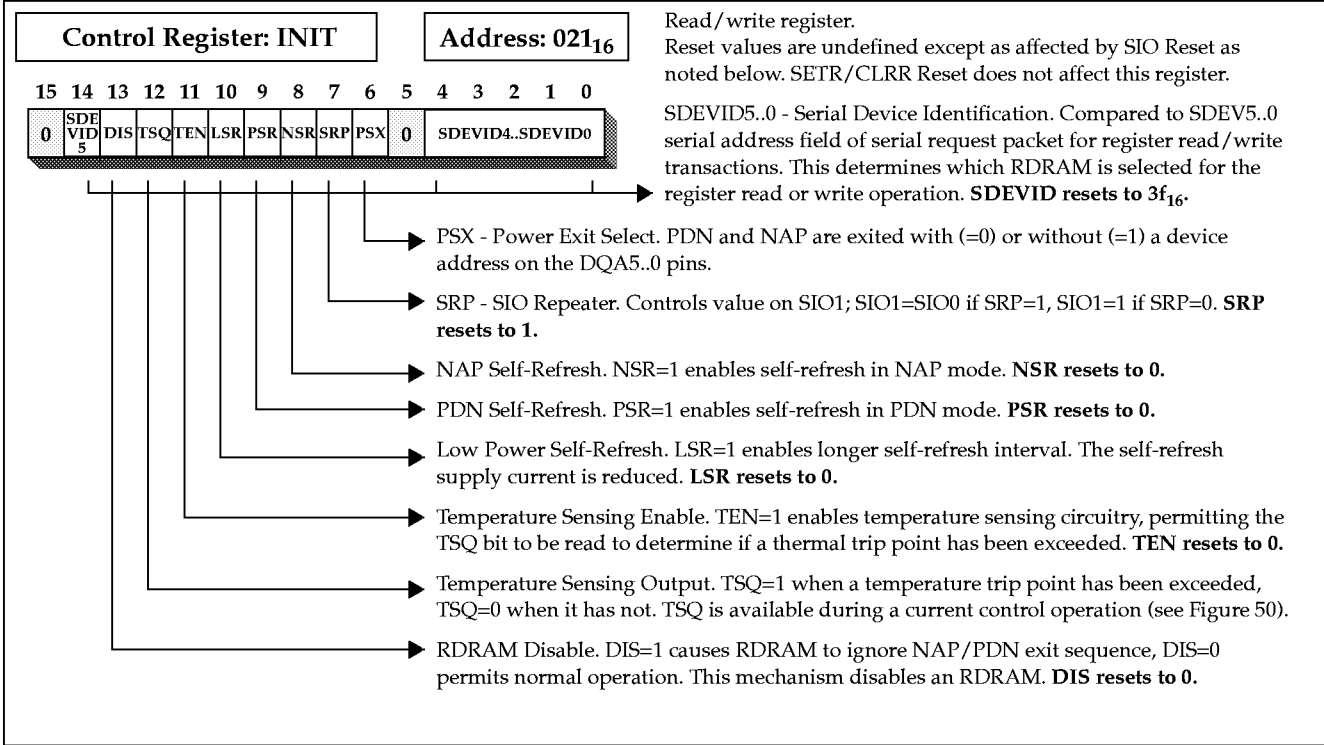 Control Register: INIT
Address: 021₁₆
Read/write register.
Reset values are undefined except as affected by SIO Reset as
noted below. SETR/CLRR Reset does not affect this register.
15 14 13 12 11 10 9 8 7 6 5 4 3 2 1 0
0
SDE
VID
5
DIS TSQ TEN LSR PSR NSR SRP PSX 0 SDEVID4..SDEVID0
SDEVID5..0 - Serial Device Identification. Compared to SDEV5..0
serial address field of serial request packet for register read/write
transactions. This determines which RDRAM is selected for the
register read or write operation. SDEVID resets to 3f₁₆.
PSX - Power Exit Select. PDN and NAP are exited with (=0) or without (=1) a device
address on the DQA5..0 pins.
SRP - SIO Repeater. Controls value on SIO1; SIO1=SIO0 if SRP=1, SIO1=1 if SRP=0. SRP
resets to 1.
NAP Self-Refresh. NSR=1 enables self-refresh in NAP mode. NSR resets to 0.
PDN Self-Refresh. PSR=1 enables self-refresh in PDN mode. PSR resets to 0.
Low Power Self-Refresh. LSR=1 enables longer self-refresh interval. The self-refresh
supply current is reduced. LSR resets to 0.
Temperature Sensing Enable. TEN=1 enables temperature sensing circuitry, permitting the
TSQ bit to be read to determine if a thermal trip point has been exceeded. TEN resets to 0.
Temperature Sensing Output. TSQ=1 when a temperature trip point has been exceeded,
TSQ=0 when it has not. TSQ is available during a current control operation (see Figure 50).
RDRAM Disable. DIS=1 causes RDRAM to ignore NAP/PDN exit sequence, DIS=0
permits normal operation. This mechanism disables an RDRAM. DIS resets to 0.